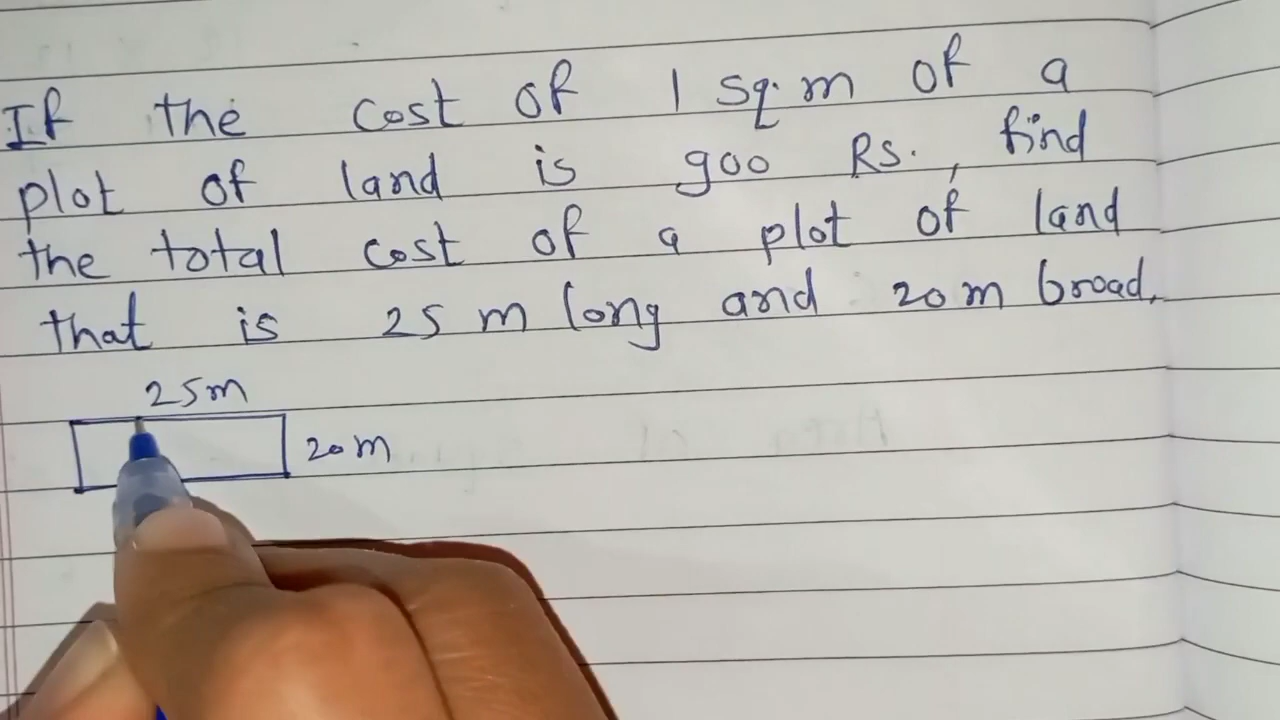 If the cost of 1 sq.m of a
plot of land is 900 Rs., find
the total cost of a plot of land
that is 25 m long and 20 m broad.
25m
20m